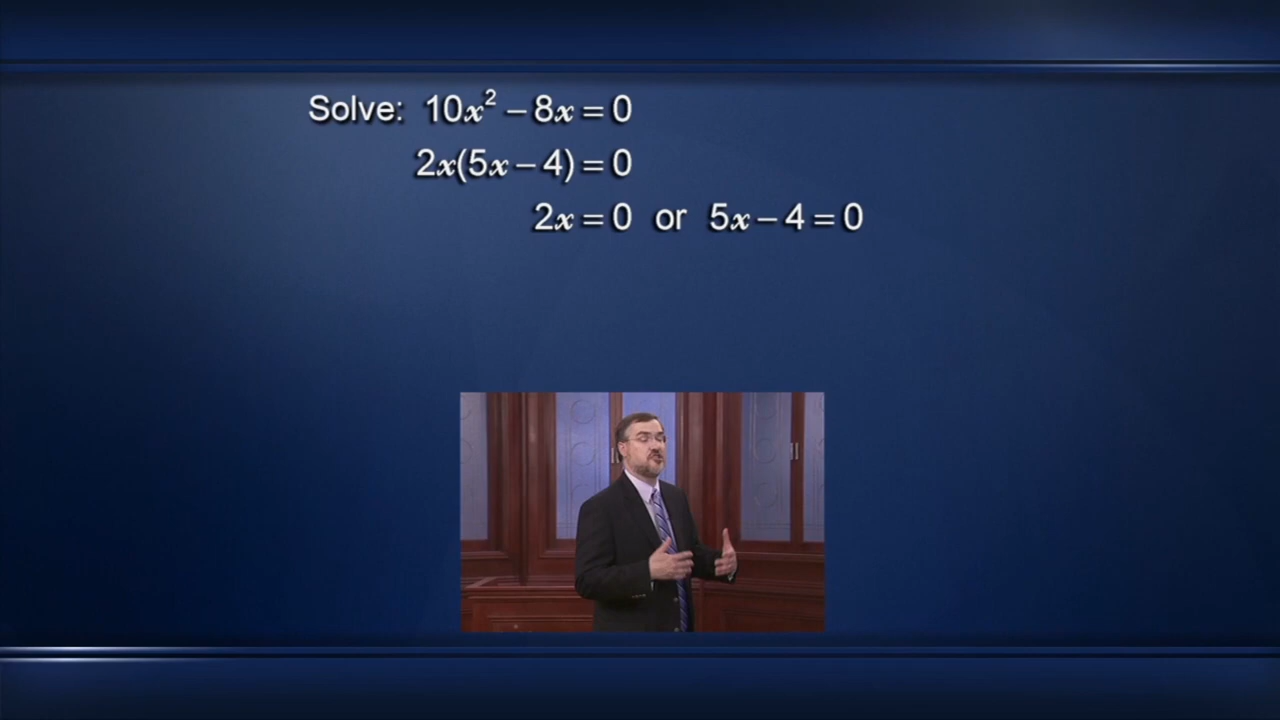 Solve: 10x² − 8x = 0
2x(5x − 4) = 0
2x = 0 or 5x − 4 = 0